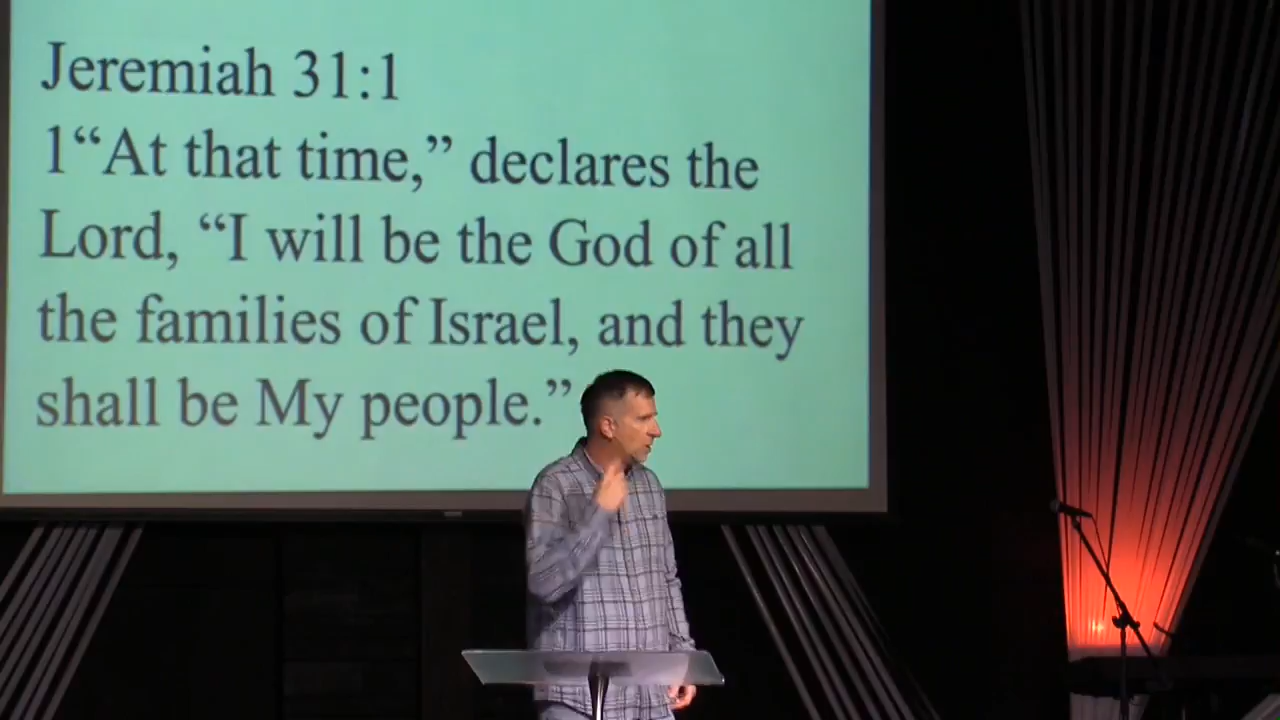 Jeremiah 31:1
1“At that time,” declares the
Lord, “I will be the God of all
the families of Israel, and they
shall be My people.”